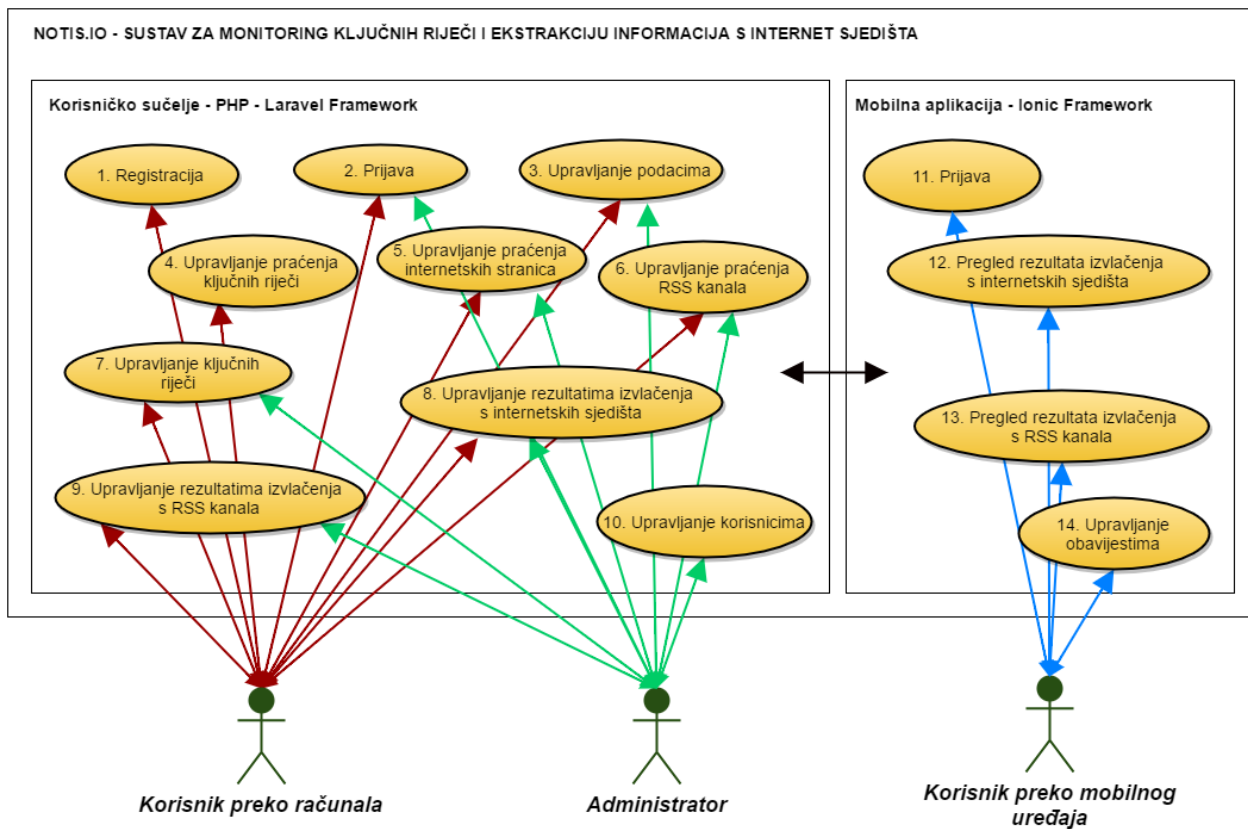 NOTIS.IO - SUSTAV ZA MONITORING KLJUČNIH RIJEČI I EKSTRAKCIJU INFORMACIJA S INTERNET SJEDIŠTA
Korisničko sučelje - PHP - Laravel Framework
1. Registracija
2. Prijava
3. Upravljanje podacima
4. Upravljanje praćenja
ključnih riječi
5. Upravljanje praćenja
internetskih stranica
6. Upravljanje praćenja
RSS kanala
7. Upravljanje ključnih
riječi
8. Upravljanje rezultatima izvlačenja
s internetskih sjedišta
9. Upravljanje rezultatima izvlačenja
s RSS kanala
10. Upravljanje korisnicima
Mobilna aplikacija - Ionic Framework
11. Prijava
12. Pregled rezultata izvlačenja
s internetskih sjedišta
13. Pregled rezultata izvlačenja
s RSS kanala
14. Upravljanje
obavijestima
Korisnik preko računala
Administrator
Korisnik preko mobilnog
uređaja